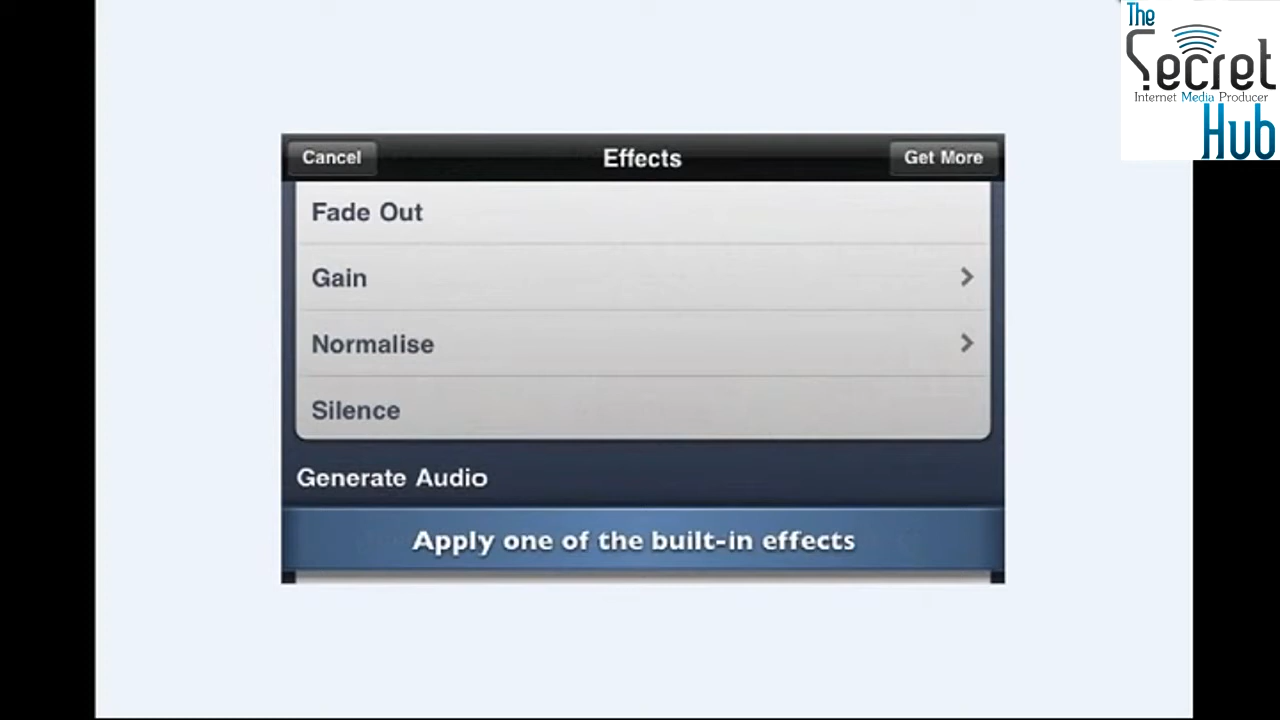 The
Secret
Internet Media Producer
Hub
Cancel
Effects
Get More
Fade Out
Gain
Normalise
Silence
Generate Audio
Apply one of the built-in effects